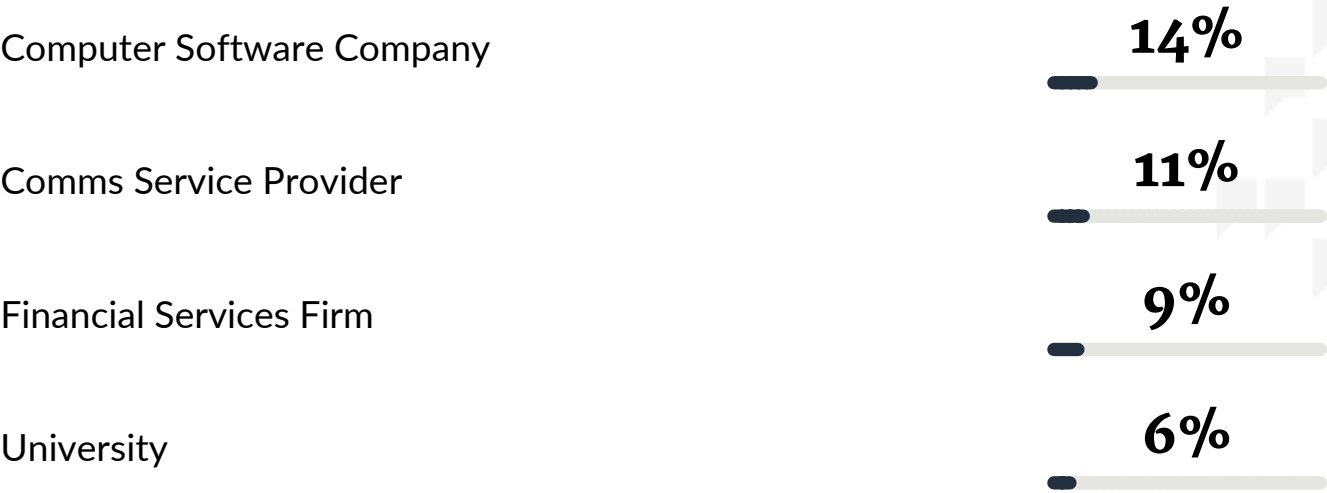 Computer Software Company 14%
Comms Service Provider 11%
Financial Services Firm 9%
University 6%